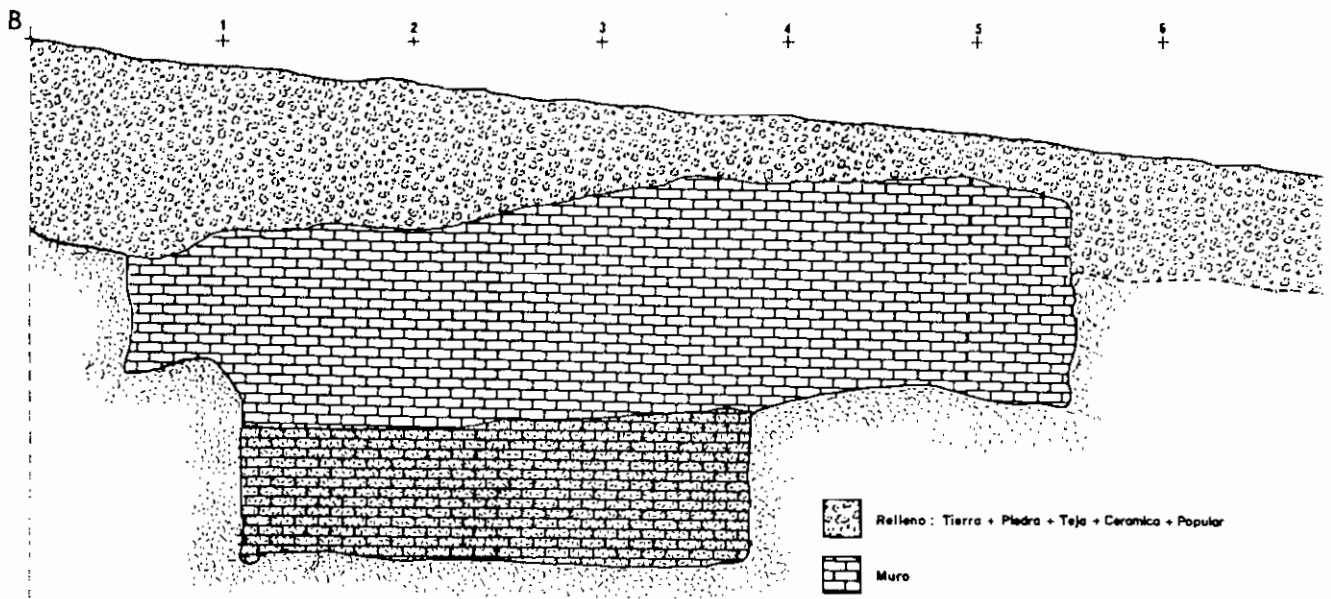 B
1 2 3 4 5 6
Relleno : Tierra + Piedra + Teja + Ceramica + Popular
Muro